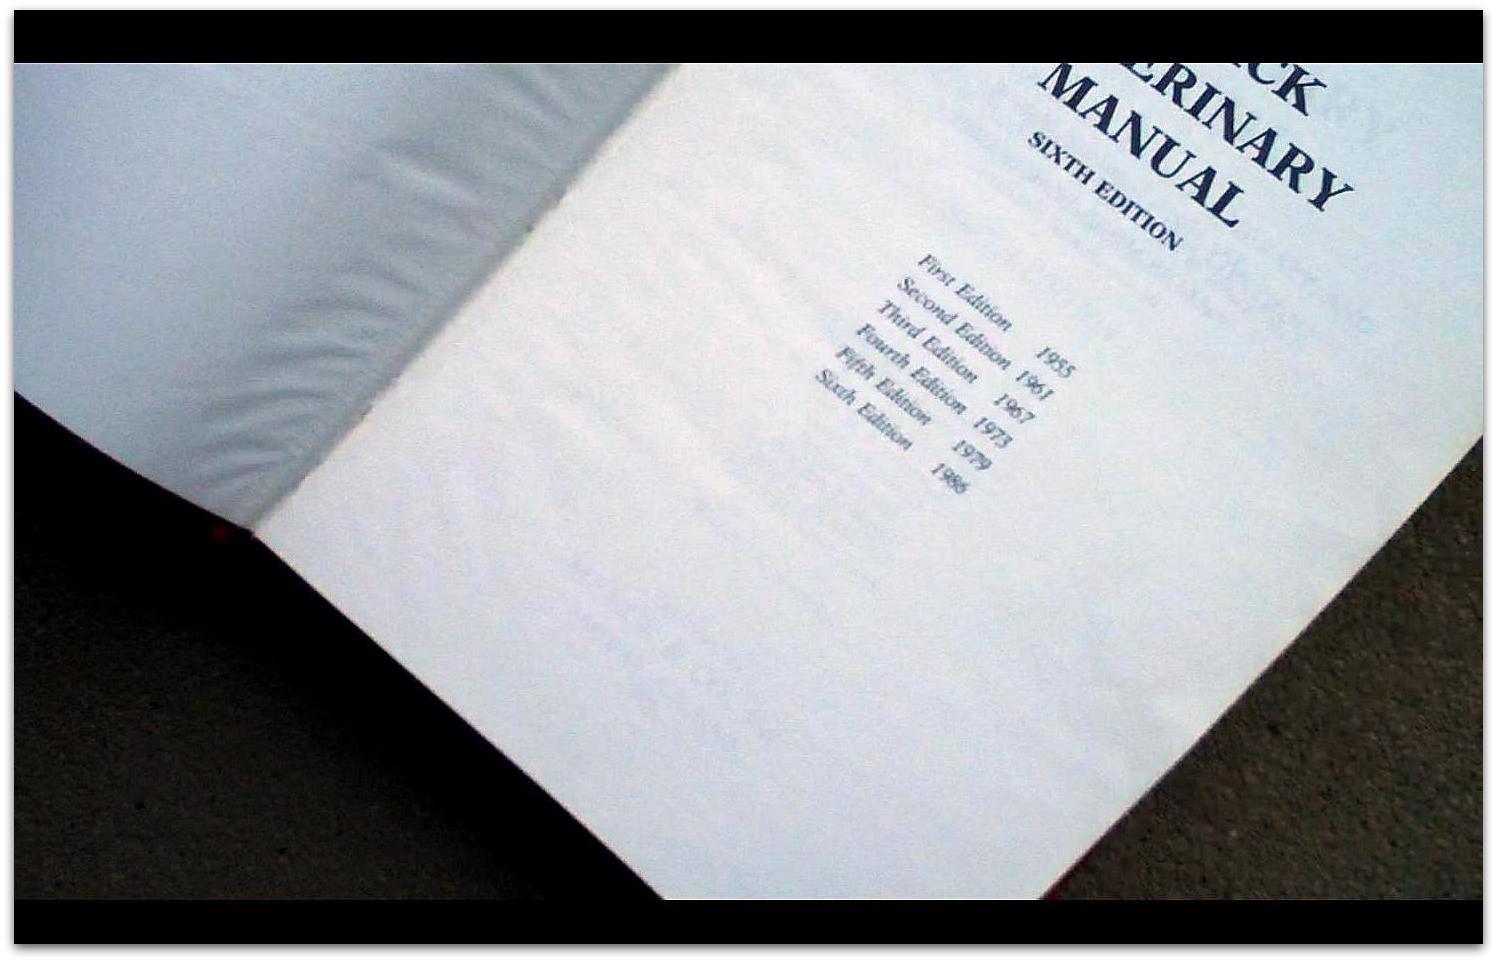 CK
ERINARY
MANUAL
SIXTH EDITION
First Edition 1955
Second Edition 1961
Third Edition 1967
Fourth Edition 1973
Fifth Edition 1979
Sixth Edition 1986